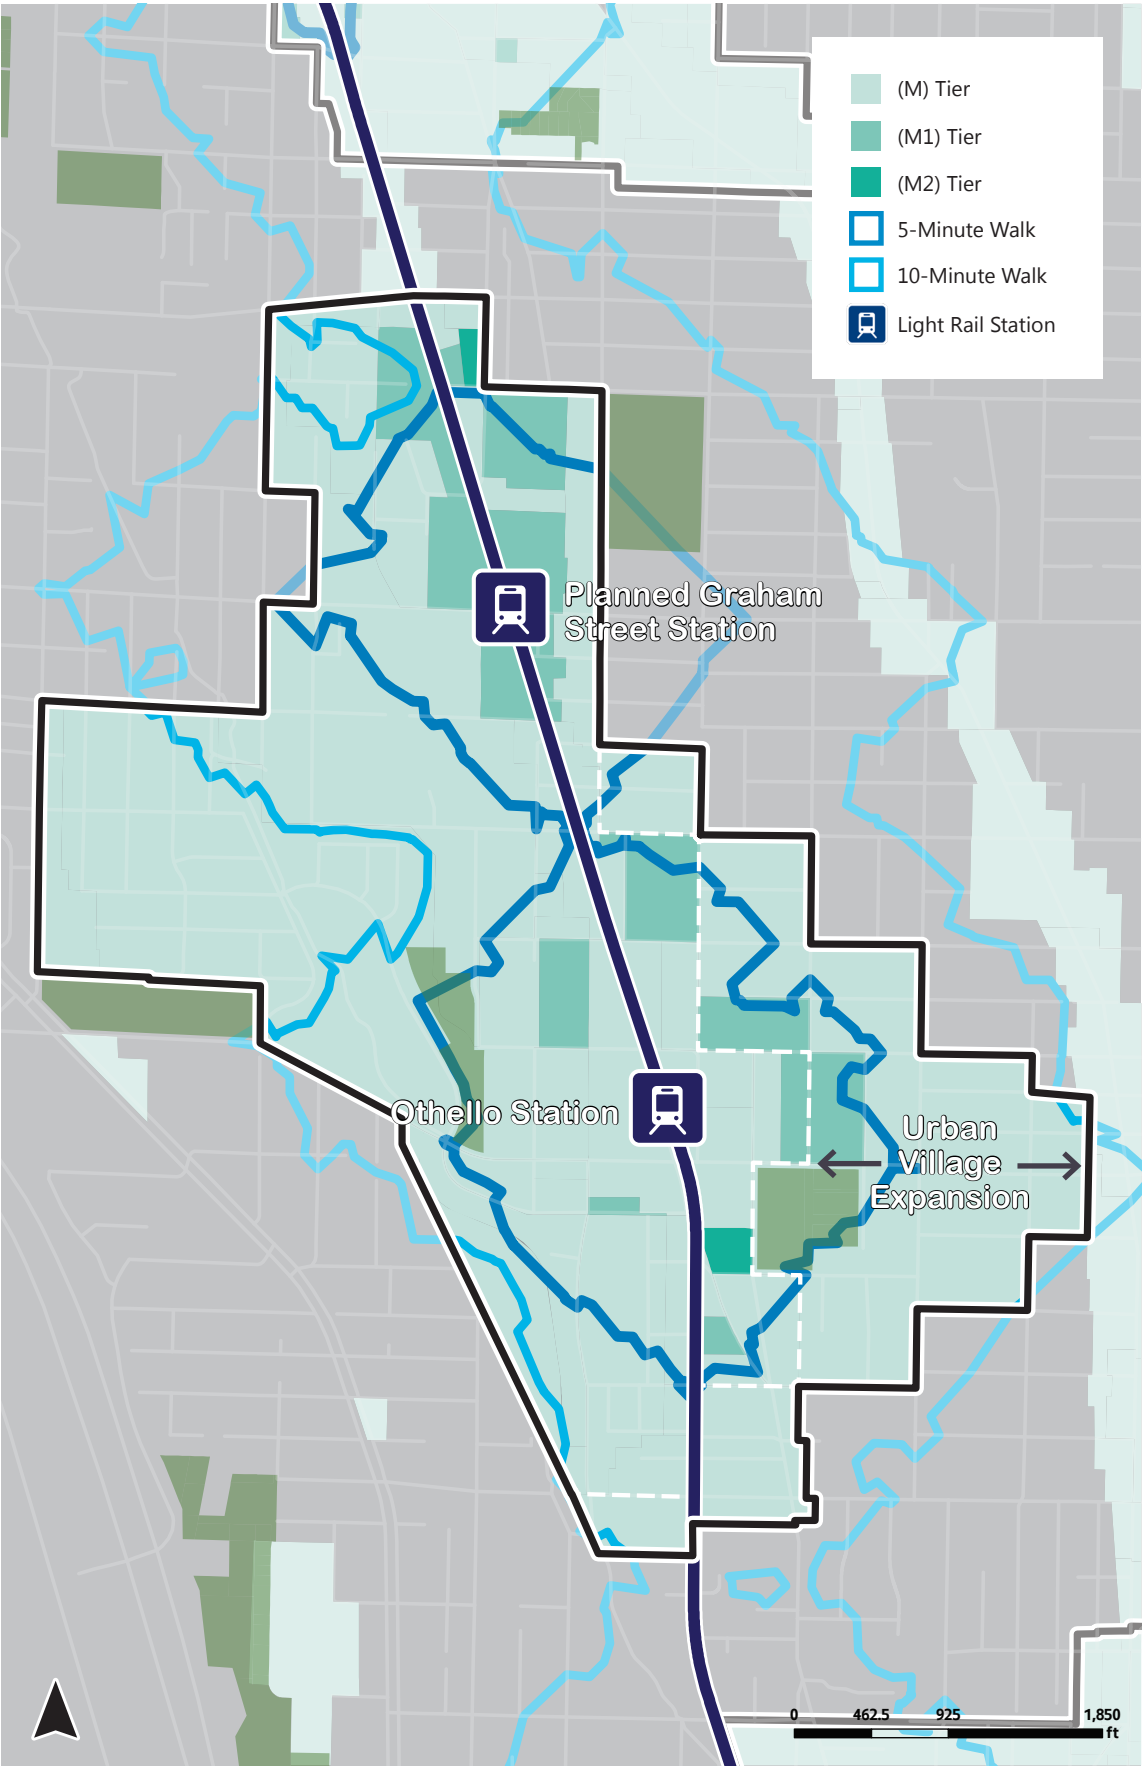 (M) Tier
(M1) Tier
(M2) Tier
5-Minute Walk
10-Minute Walk
Light Rail Station
Planned Graham
Street Station
Othello Station
Urban
Village
Expansion
0 462.5 925 1,850
ft